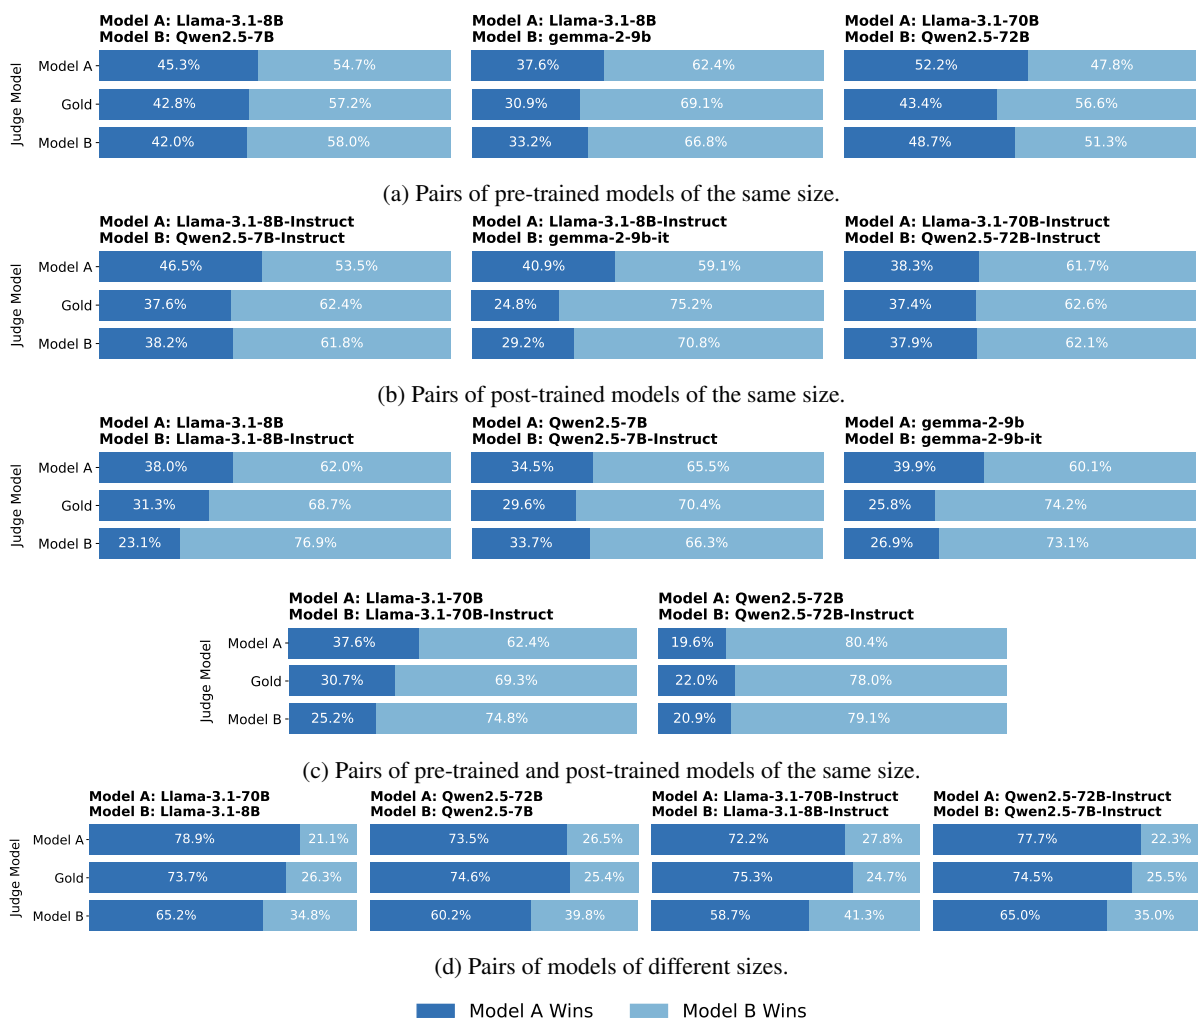 Model A: Llama-3.1-8B
Model B: Qwen2.5-7B
Model A: Llama-3.1-8B
Model B: gemma-2-9b
Model A: Llama-3.1-70B
Model B: Qwen2.5-72B
Judge Model
Model A 45.3% 54.7% 37.6% 62.4% 52.2% 47.8%
Gold 42.8% 57.2% 30.9% 69.1% 43.4% 56.6%
Model B 42.0% 58.0% 33.2% 66.8% 48.7% 51.3%
(a) Pairs of pre-trained models of the same size.
Model A: Llama-3.1-8B-Instruct
Model B: Qwen2.5-7B-Instruct
Model A: Llama-3.1-8B-Instruct
Model B: gemma-2-9b-it
Model A: Llama-3.1-70B-Instruct
Model B: Qwen2.5-72B-Instruct
Judge Model
Model A 46.5% 53.5% 40.9% 59.1% 38.3% 61.7%
Gold 37.6% 62.4% 24.8% 75.2% 37.4% 62.6%
Model B 38.2% 61.8% 29.2% 70.8% 37.9% 62.1%
(b) Pairs of post-trained models of the same size.
Model A: Llama-3.1-8B
Model B: Llama-3.1-8B-Instruct
Model A: Qwen2.5-7B
Model B: Qwen2.5-7B-Instruct
Model A: gemma-2-9b
Model B: gemma-2-9b-it
Judge Model
Model A 38.0% 62.0% 34.5% 65.5% 39.9% 60.1%
Gold 31.3% 68.7% 29.6% 70.4% 25.8% 74.2%
Model B 23.1% 76.9% 33.7% 66.3% 26.9% 73.1%
Model A: Llama-3.1-70B
Model B: Llama-3.1-70B-Instruct
Model A: Qwen2.5-72B
Model B: Qwen2.5-72B-Instruct
Judge Model
Model A 37.6% 62.4% 19.6% 80.4%
Gold 30.7% 69.3% 22.0% 78.0%
Model B 25.2% 74.8% 20.9% 79.1%
(c) Pairs of pre-trained and post-trained models of the same size.
Model A: Llama-3.1-70B
Model B: Llama-3.1-8B
Model A: Qwen2.5-72B
Model B: Qwen2.5-7B
Model A: Llama-3.1-70B-Instruct
Model B: Llama-3.1-8B-Instruct
Model A: Qwen2.5-72B-Instruct
Model B: Qwen2.5-7B-Instruct
Judge Model
Model A 78.9% 21.1% 73.5% 26.5% 72.2% 27.8% 77.7% 22.3%
Gold 73.7% 26.3% 74.6% 25.4% 75.3% 24.7% 74.5% 25.5%
Model B 65.2% 34.8% 60.2% 39.8% 58.7% 41.3% 65.0% 35.0%
(d) Pairs of models of different sizes.
Model A Wins Model B Wins